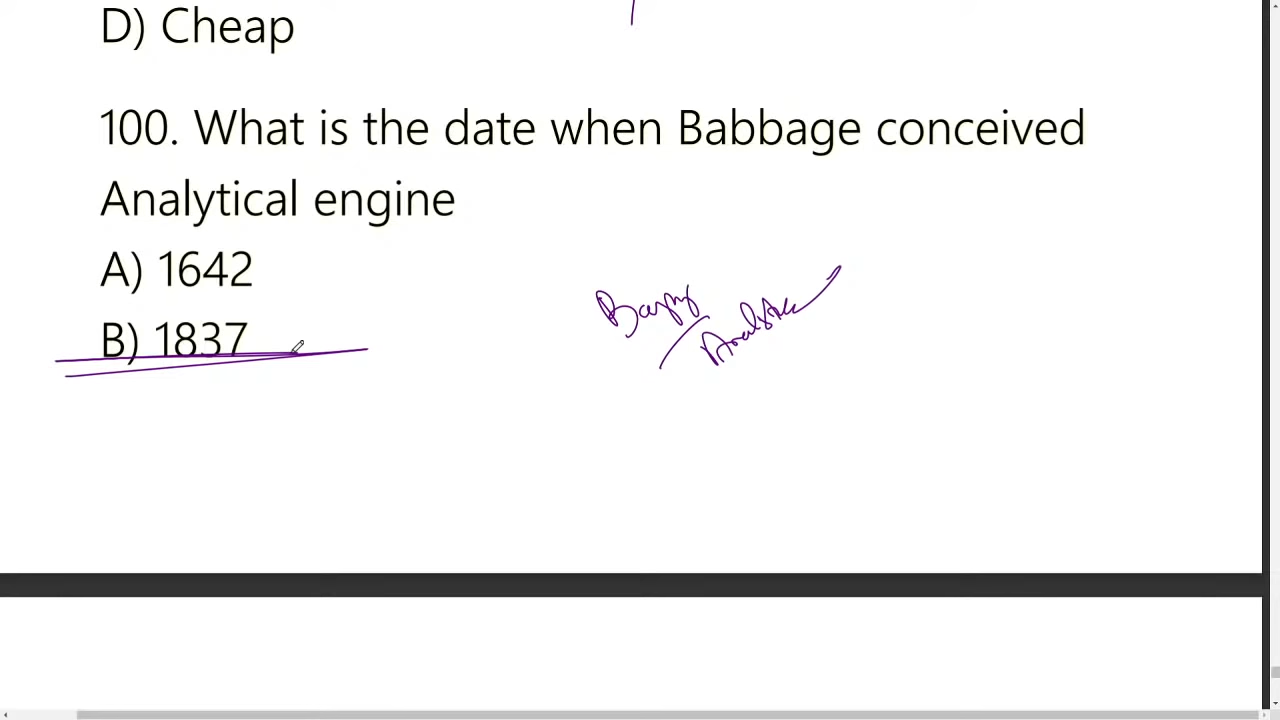 D) Cheap
100. What is the date when Babbage conceived
Analytical engine
A) 1642
B) 1837